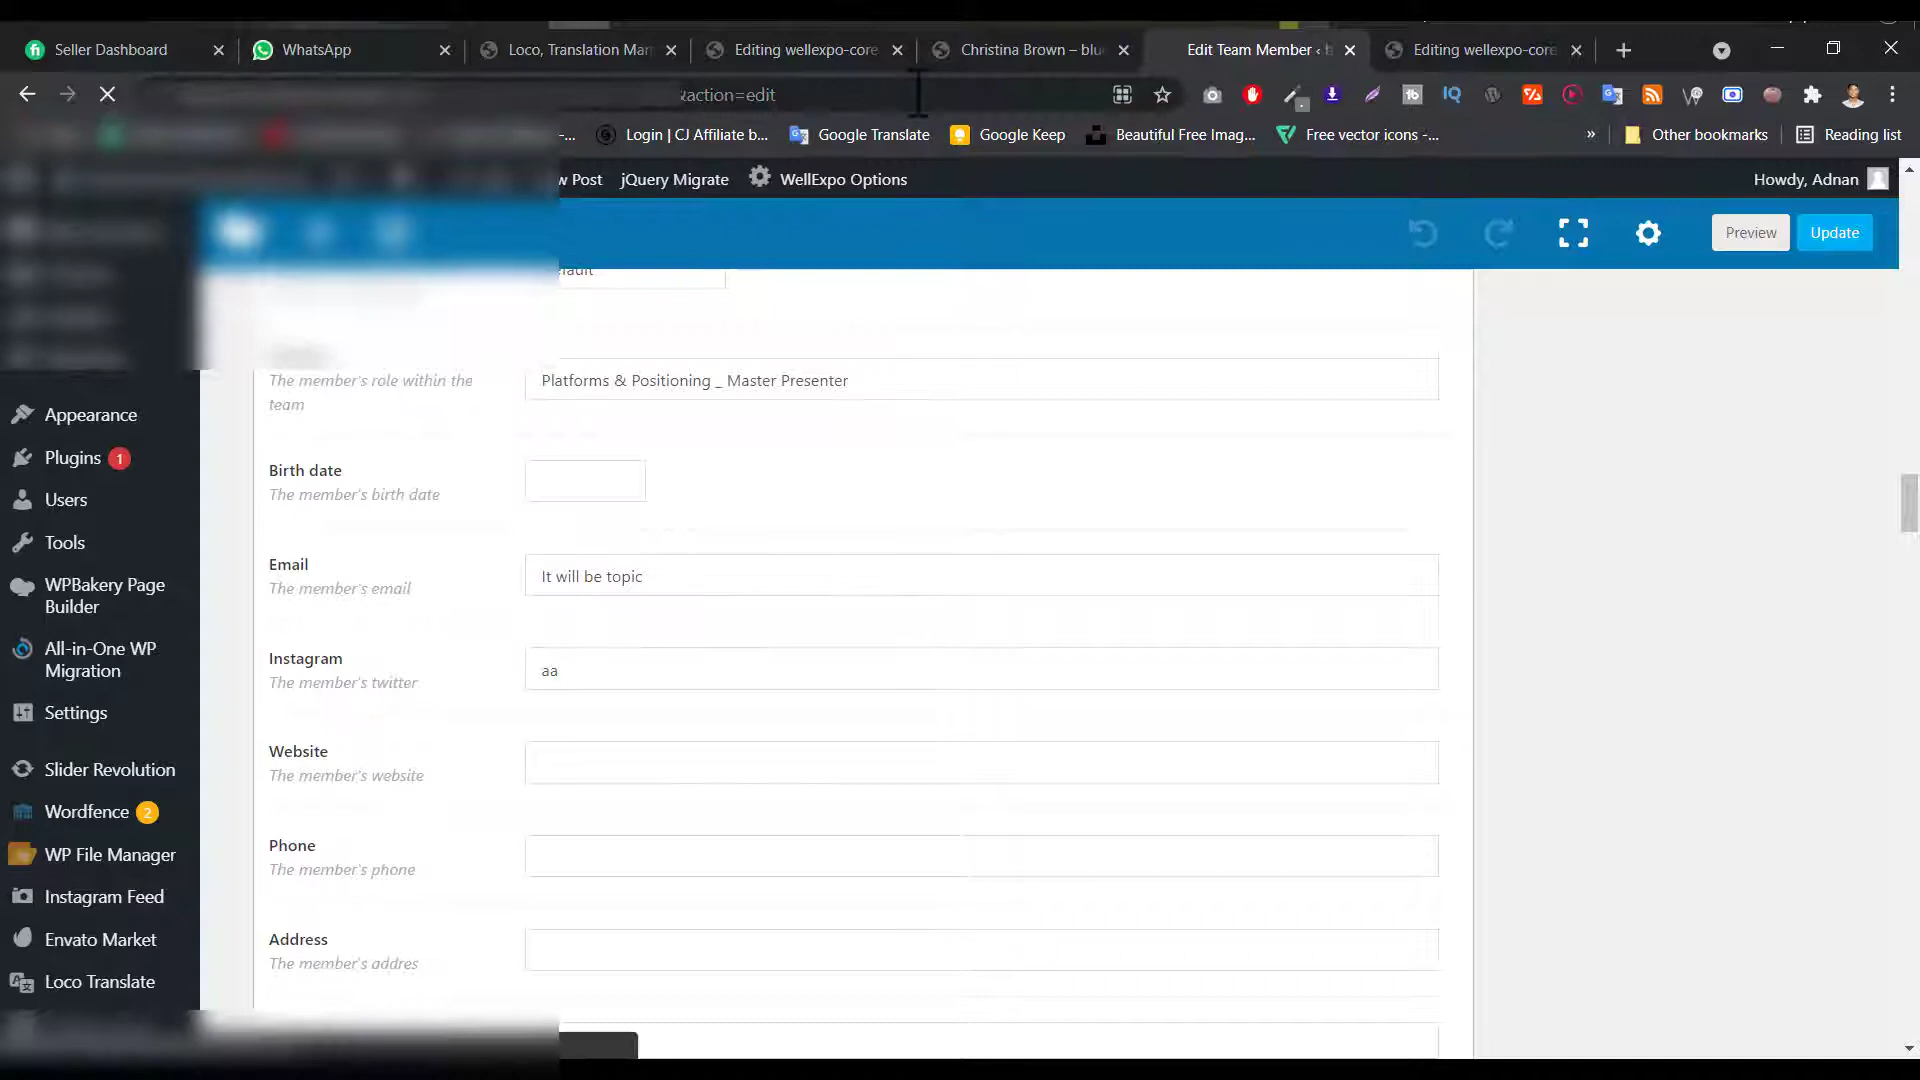 Seller Dashboard
WhatsApp
Loco, Translation Man
Editing wellexpo-core
Christina Brown – blu
Edit Team Member ‹ b
Editing wellexpo-core
&action=edit
-...
Login | CJ Affiliate b...
Google Translate
Google Keep
Beautiful Free Imag...
Free vector icons -...
»
Other bookmarks
Reading list
w Post
jQuery Migrate
WellExpo Options
Howdy, Adnan
Preview
Update
efault
The member's role within the
team
Platforms & Positioning _ Master Presenter
Birth date
The member's birth date
Email
The member's email
It will be topic
Instagram
The member's twitter
aa
Website
The member's website
Phone
The member's phone
Address
The member's addres
Appearance
Plugins 1
Users
Tools
WPBakery Page
Builder
All-in-One WP
Migration
Settings
Slider Revolution
Wordfence 2
WP File Manager
Instagram Feed
Envato Market
Loco Translate